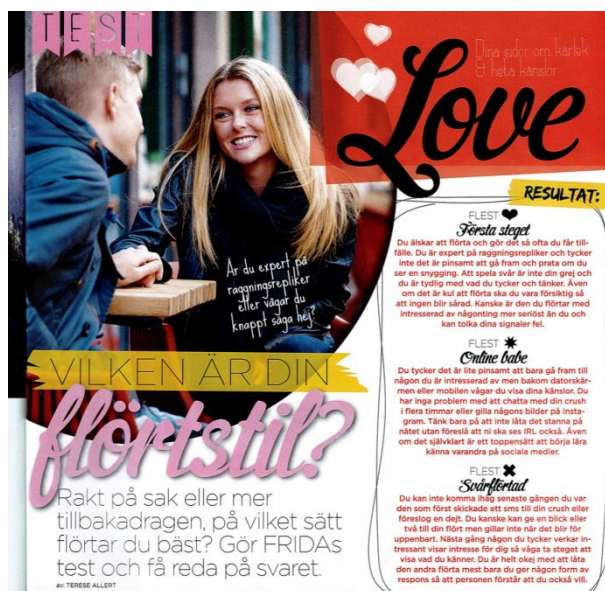 TEST
Dina sidor om kärlek
& heta känslor
Love
Är du expert på
raggningsrepliker
eller vågar du
knappt säga hej?
VILKEN ÄR DIN
flörtstil?
Rakt på sak eller mer
tillbakadragen, på vilket sätt
flörtar du bäst? Gör FRIDAs
test och få reda på svaret.
av: TERESE ALLERT
RESULTAT:
FLEST ♥
Första steget
Du älskar att flörta och gör det så ofta du får till-
fälle. Du är expert på raggningsrepliker och tycker
inte det är pinsamt att gå fram och prata om du
ser en snygging. Att spela svår är inte din grej och
du är tydlig med vad du tycker och tänker. Även
om det är kul att flörta ska du vara försiktig så
att ingen blir sårad. Kanske är den du flörtar med
intresserad av någonting mer seriöst än du och
kan tolka dina signaler fel.
FLEST ✷
Online babe
Du tycker det är lite pinsamt att bara gå fram till
någon du är intresserad av men bakom datorskär-
men eller mobilen vågar du visa dina känslor. Du
har inga problem med att chatta med din crush
i flera timmar eller gilla någons bilder på Insta-
gram. Tänk bara på att inte låta det stanna på
nätet utan föreslå att ni ska ses IRL också. Även
om det självklart är ett toppensätt att börja lära
känna varandra på sociala medier.
FLEST ✖
Svårflörtad
Du kan inte komma ihåg senaste gången du var
den som först skickade ett sms till din crush eller
föreslog en dejt. Du kanske kan ge en blick eller
två till din flört men gillar inte när det blir för
uppenbart. Nästa gång någon du tycker verkar in-
tressant visar intresse för dig så våga ta steget att
visa vad du känner. Du är helt okej med att låta
den andra flörta mest bara du ger någon form av
respons så att personen förstår att du också vill.